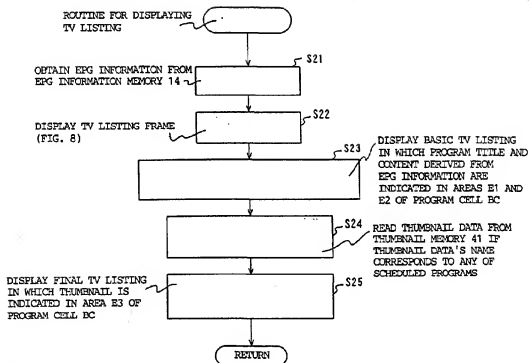 ROUTINE FOR DISPLAYING
TV LISTING
S21
OBTAIN EPG INFORMATION FROM
EPG INFORMATION MEMORY 14
S22
DISPLAY TV LISTING FRAME
(FIG. 8)
S23
DISPLAY BASIC TV LISTING
IN WHICH PROGRAM TITLE AND
CONTENT DERIVED FROM
EPG INFORMATION ARE
INDICATED IN AREAS E1 AND
E2 OF PROGRAM CELL BC
S24
READ THUMBNAIL DATA FROM
THUMBNAIL MEMORY 41 IF
THUMBNAIL DATA'S NAME
CORRESPONDS TO ANY OF
SCHEDULED PROGRAMS
S25
DISPLAY FINAL TV LISTING
IN WHICH THUMBNAIL IS
INDICATED IN AREA E3 OF
PROGRAM CELL BC
RETURN